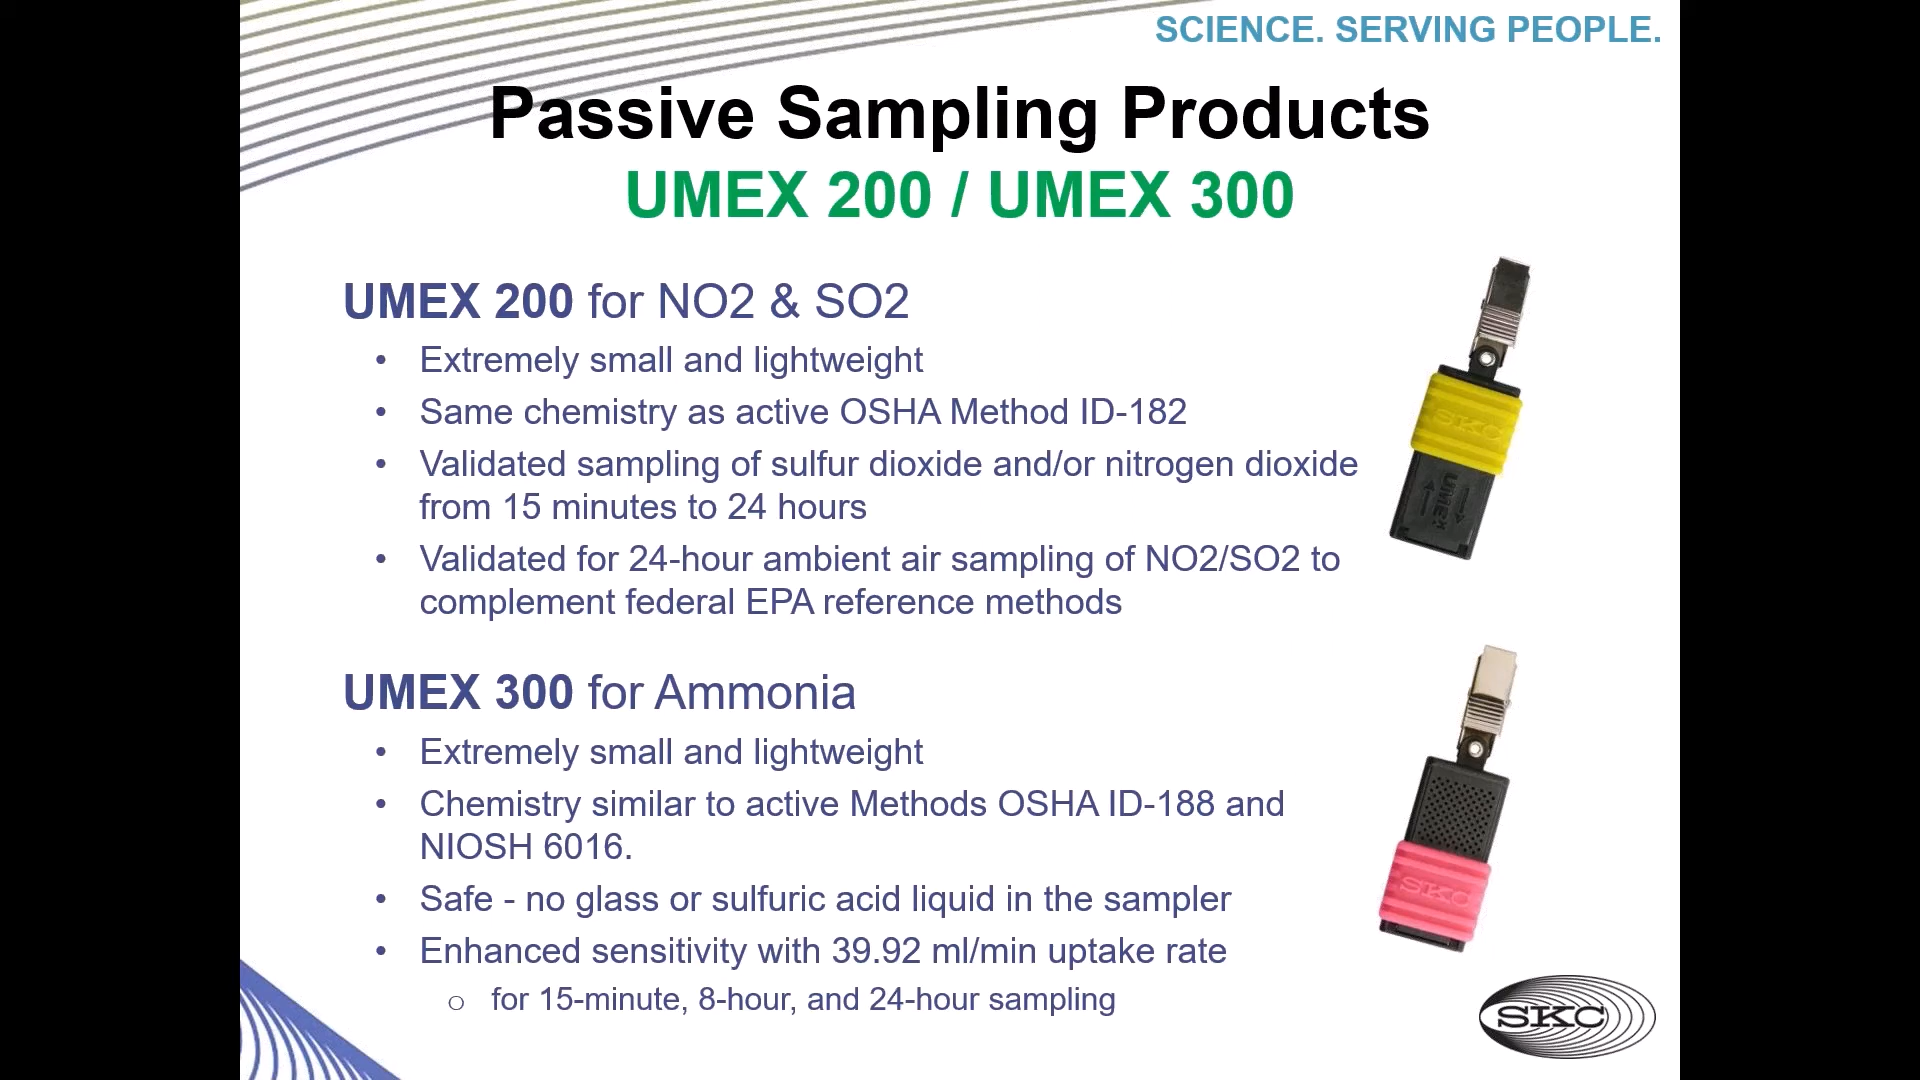 SCIENCE. SERVING PEOPLE.
Passive Sampling Products
UMEX 200 / UMEX 300
UMEX 200 for NO2 & SO2
• Extremely small and lightweight
• Same chemistry as active OSHA Method ID-182
• Validated sampling of sulfur dioxide and/or nitrogen dioxide
from 15 minutes to 24 hours
• Validated for 24-hour ambient air sampling of NO2/SO2 to
complement federal EPA reference methods
SKC
UMEX
UMEX 300 for Ammonia
• Extremely small and lightweight
• Chemistry similar to active Methods OSHA ID-188 and
NIOSH 6016.
• Safe - no glass or sulfuric acid liquid in the sampler
• Enhanced sensitivity with 39.92 ml/min uptake rate
o for 15-minute, 8-hour, and 24-hour sampling
SKC
SKC